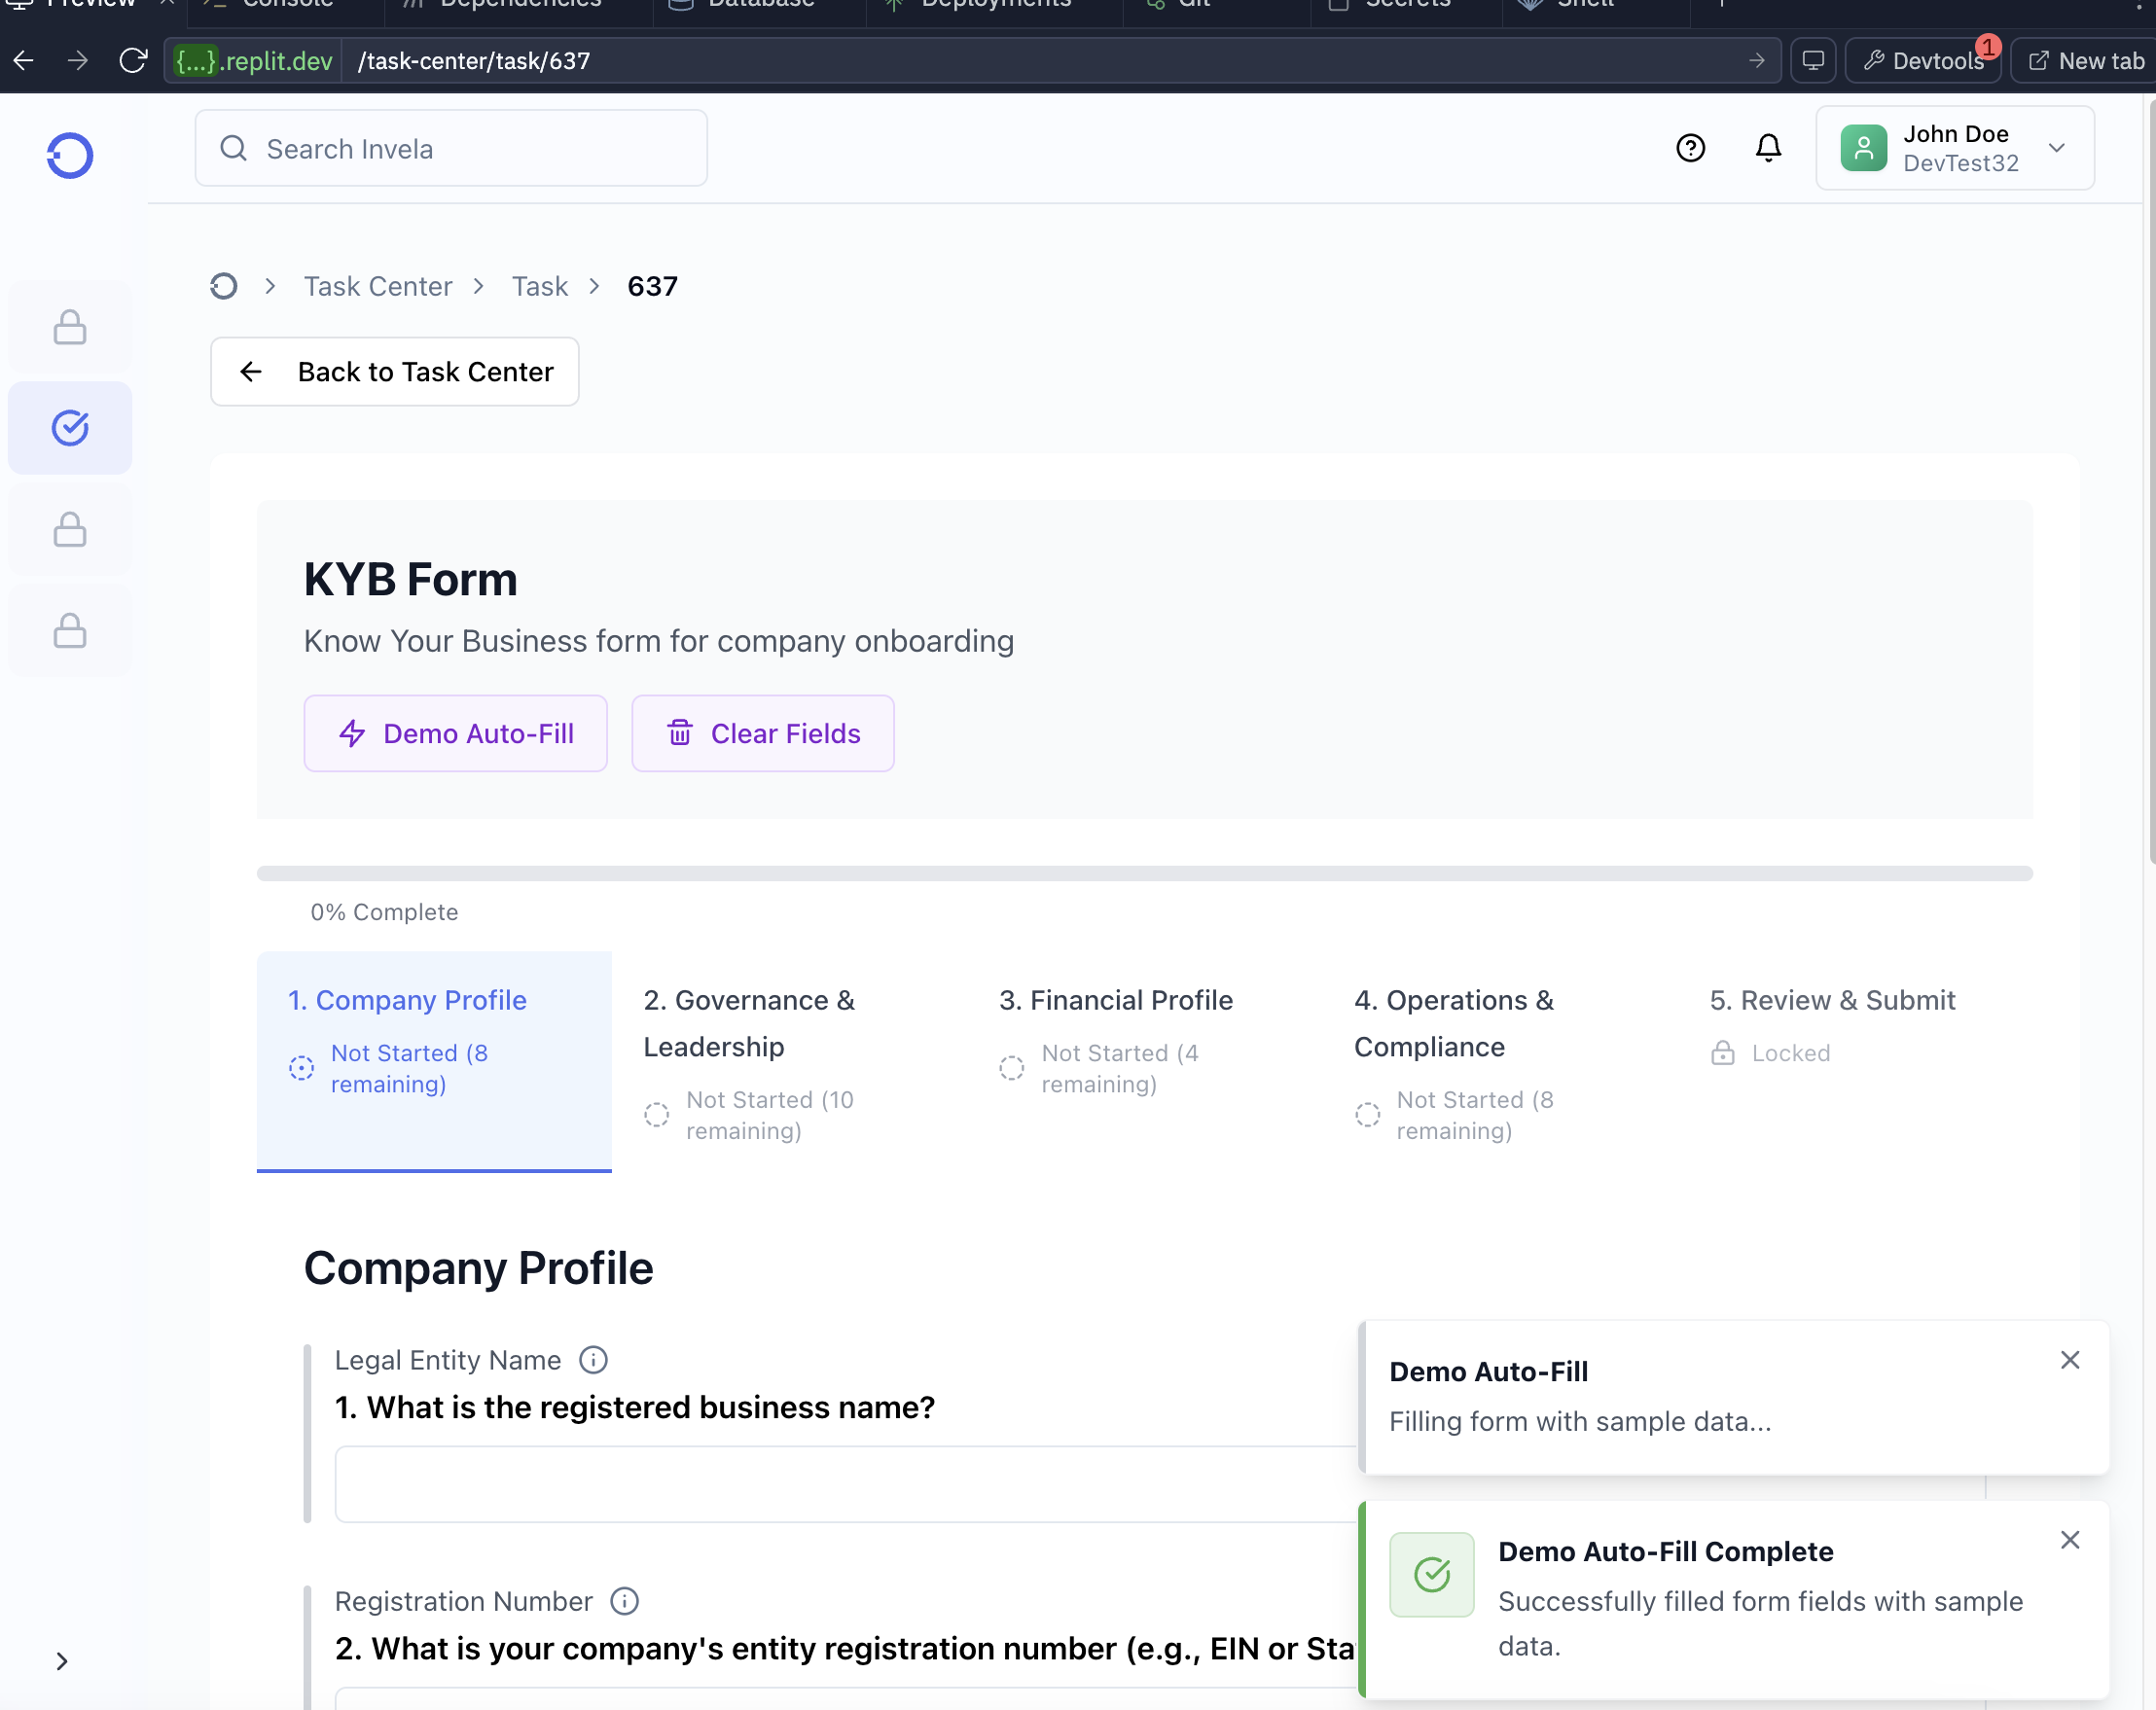 Preview
Console
Dependencies
Database
Deployments
Git
Secrets
Shell
{...}.replit.dev
/task-center/task/637
Devtools
1
New tab
Search Invela
John Doe
DevTest32
Task Center
Task
637
Back to Task Center
KYB Form
Know Your Business form for company onboarding
Demo Auto-Fill
Clear Fields
0% Complete
1. Company Profile
Not Started (8
remaining)
2. Governance &
Leadership
Not Started (10
remaining)
3. Financial Profile
Not Started (4
remaining)
4. Operations &
Compliance
Not Started (8
remaining)
5. Review & Submit
Locked
Company Profile
Legal Entity Name
1. What is the registered business name?
Demo Auto-Fill
Filling form with sample data...
Registration Number
2. What is your company's entity registration number (e.g., EIN or Sta
Demo Auto-Fill Complete
Successfully filled form fields with sample
data.